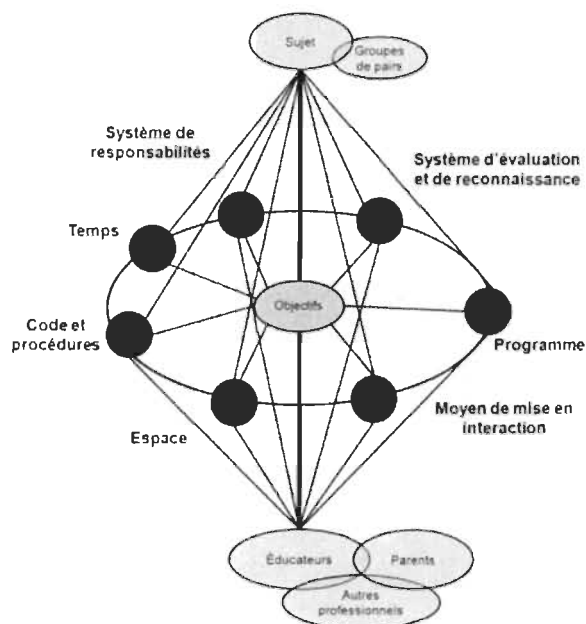 Sujet
Groupes
de pairs
Système de
responsabilités
Système d'évaluation
et de reconnaissance
Temps
Objectifs
Code et
procédures
Programme
Espace
Moyen de mise en
interaction
Éducateurs
Parents
Autres
professionnels